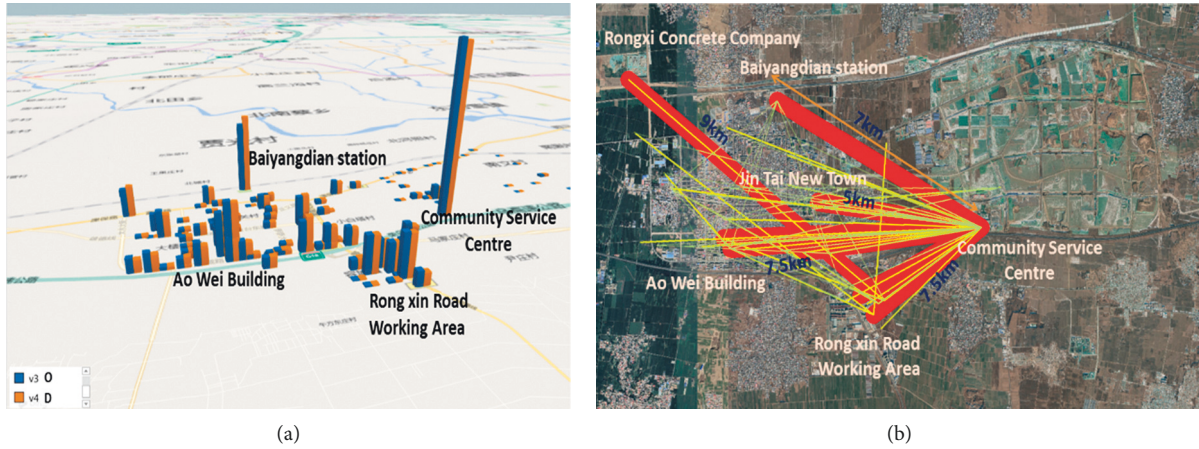 Baiyangdian station
Community Service
Centre
Ao Wei Building
Rong xin Road
Working Area
v3 O
v4 D
(a)
Rongxi Concrete Company
Baiyangdian station
9km
7km
Jin Tai New Town
5km
Community Service
Centre
7.5km
7.5km
Ao Wei Building
Rong xin Road
Working Area
(b)